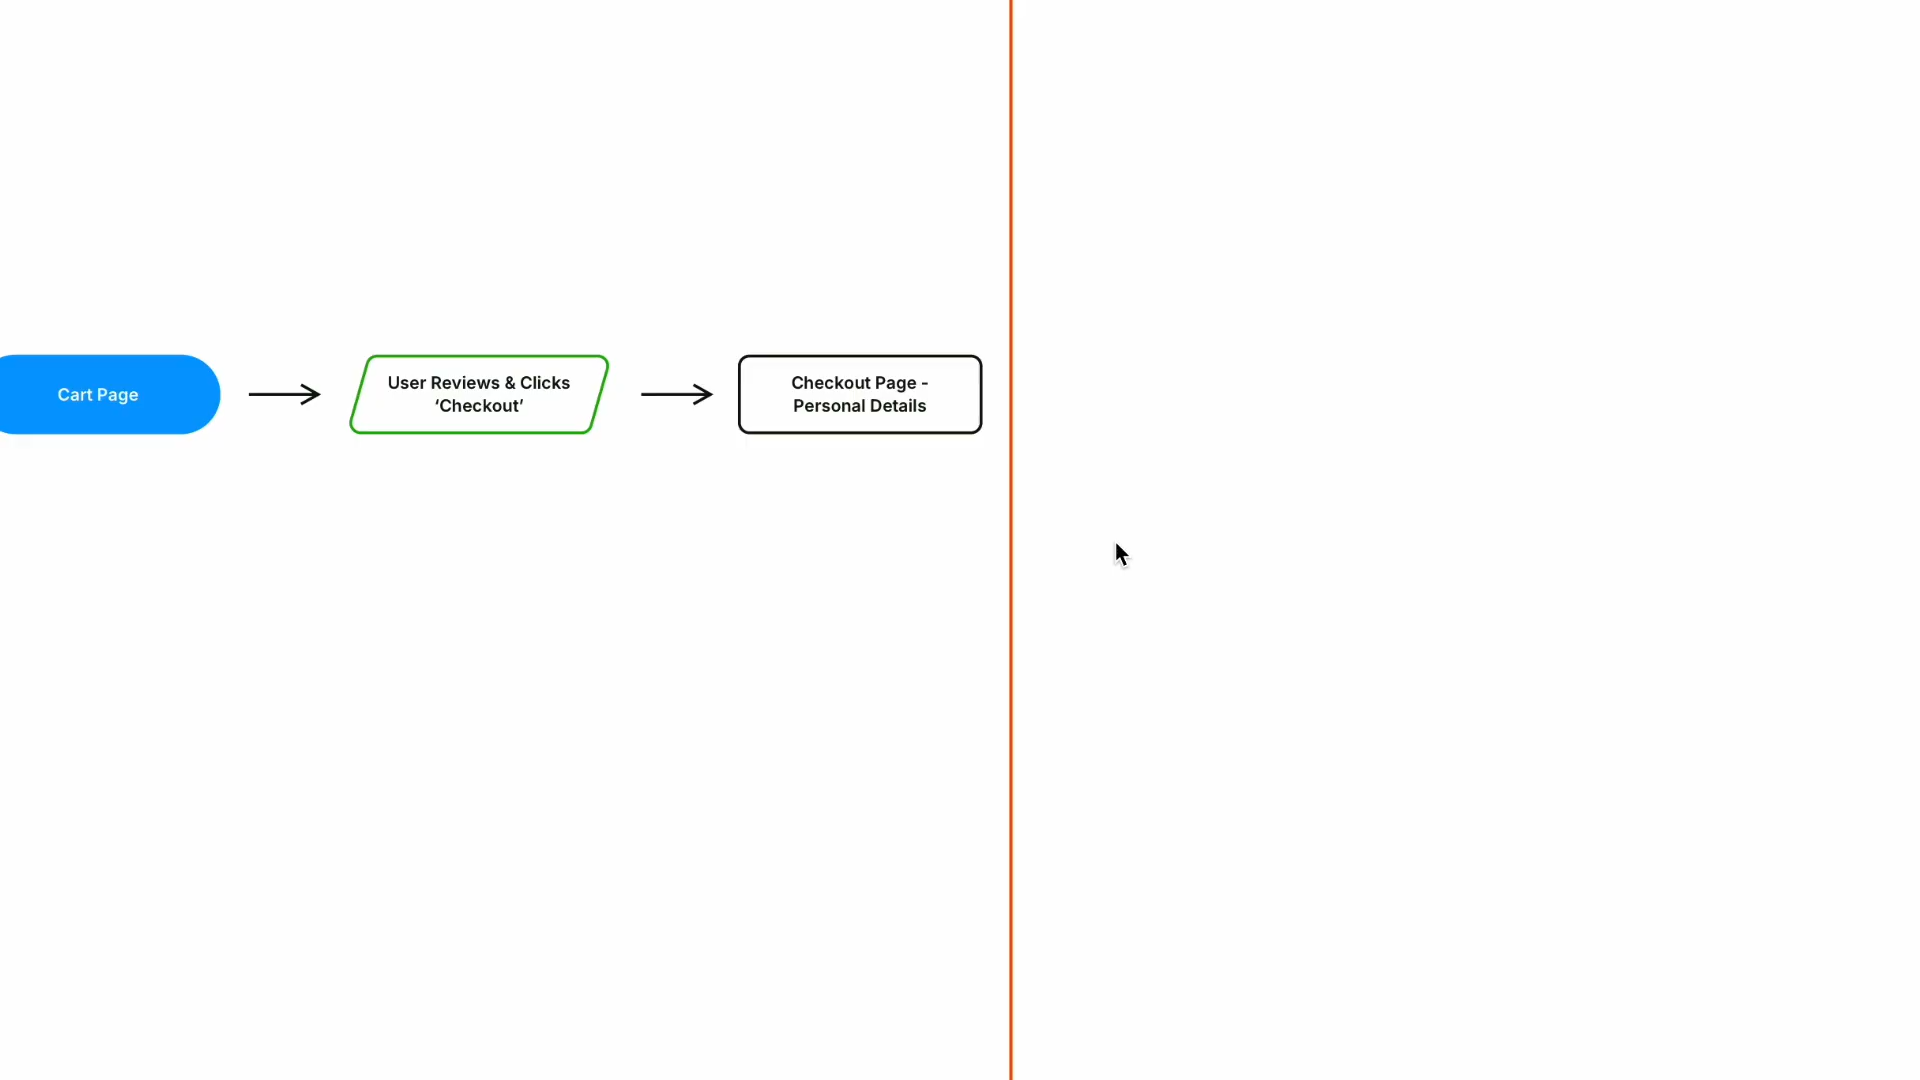 Cart Page
User Reviews & Clicks
‘Checkout’
Checkout Page -
Personal Details